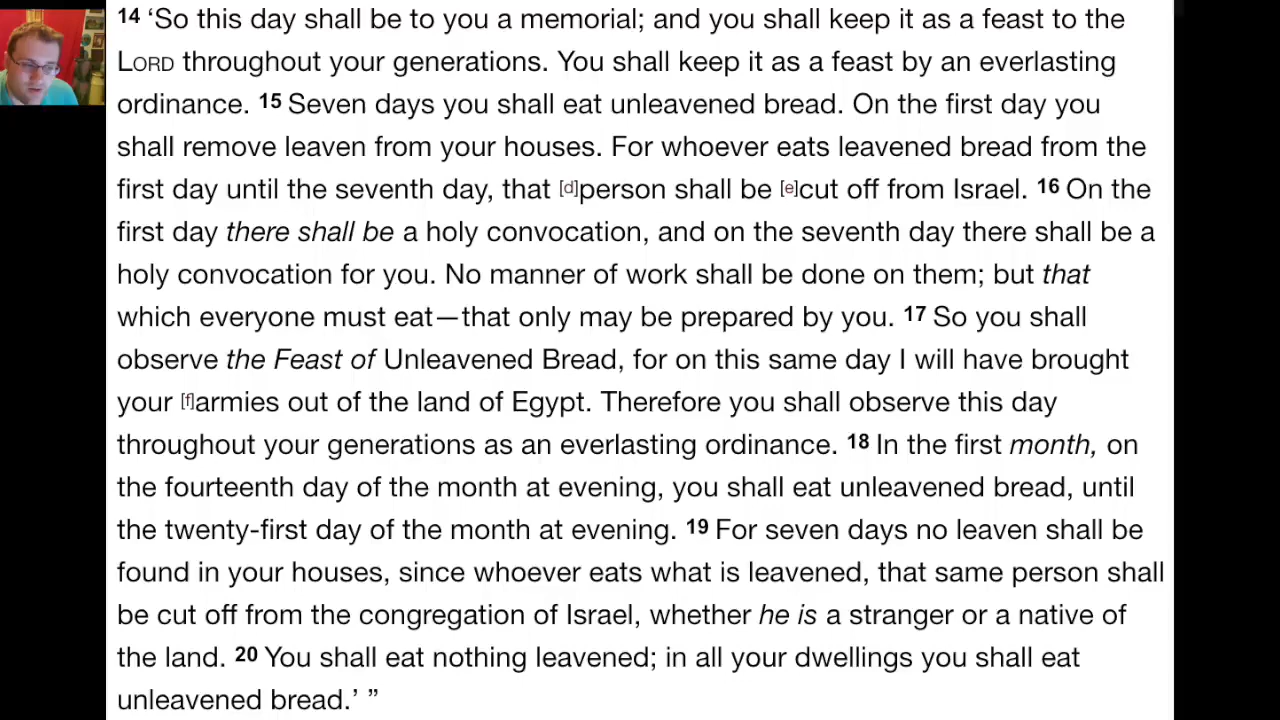 14 ‘So this day shall be to you a memorial; and you shall keep it as a feast to the
LORD throughout your generations. You shall keep it as a feast by an everlasting
ordinance. 15 Seven days you shall eat unleavened bread. On the first day you
shall remove leaven from your houses. For whoever eats leavened bread from the
first day until the seventh day, that [d]person shall be [e]cut off from Israel. 16 On the
first day there shall be a holy convocation, and on the seventh day there shall be a
holy convocation for you. No manner of work shall be done on them; but that
which everyone must eat—that only may be prepared by you. 17 So you shall
observe the Feast of Unleavened Bread, for on this same day I will have brought
your [f]armies out of the land of Egypt. Therefore you shall observe this day
throughout your generations as an everlasting ordinance. 18 In the first month, on
the fourteenth day of the month at evening, you shall eat unleavened bread, until
the twenty-first day of the month at evening. 19 For seven days no leaven shall be
found in your houses, since whoever eats what is leavened, that same person shall
be cut off from the congregation of Israel, whether he is a stranger or a native of
the land. 20 You shall eat nothing leavened; in all your dwellings you shall eat
unleavened bread.’ ”